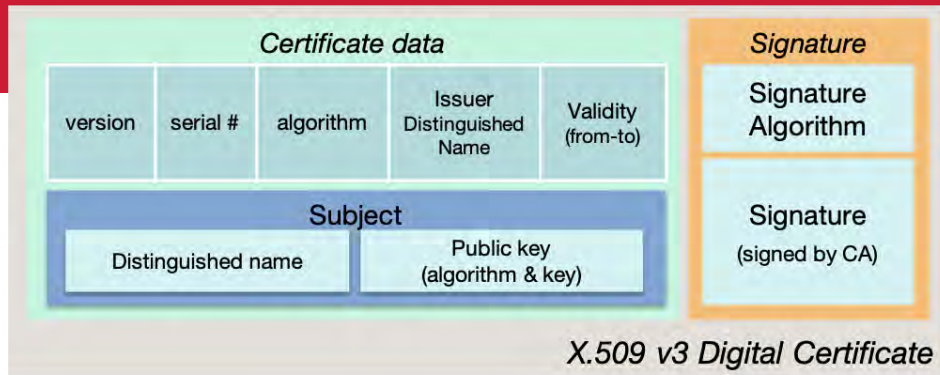 Certificate data
version
serial #
algorithm
Issuer
Distinguished
Name
Validity
(from-to)
Subject
Distinguished name
Public key
(algorithm & key)
Signature
Signature
Algorithm
Signature
(signed by CA)
X.509 v3 Digital Certificate